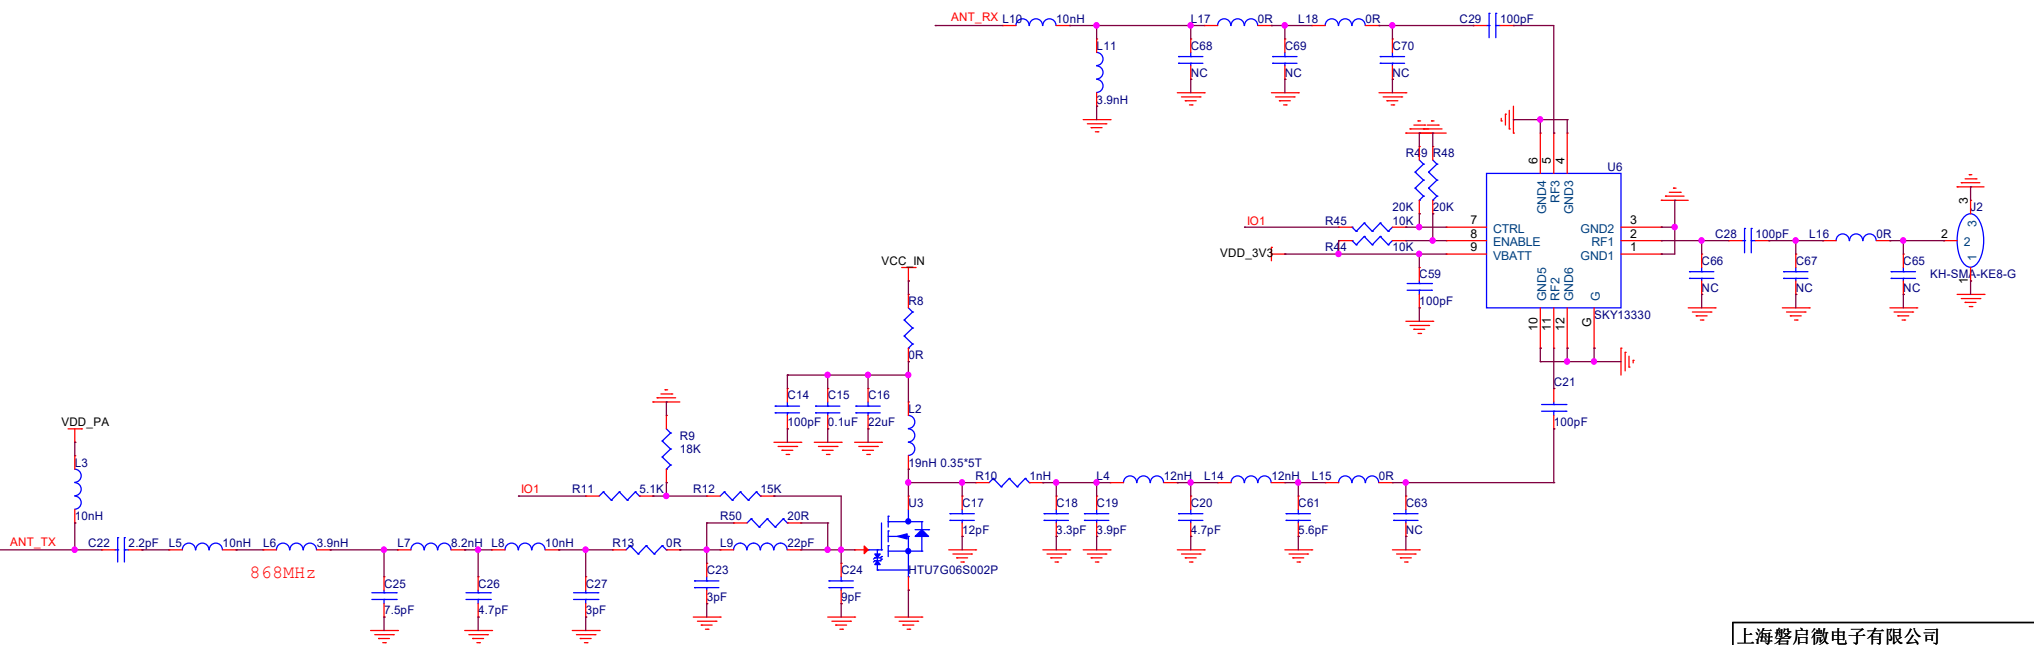 ANT_RX L10 10nH L17 0R L18 0R C29 100pF
L11 C68 C69 C70
NC NC NC
3.9nH
R49 R48
6 5 4
U6
GND4 RF3 GND3
20K 20K
IO1 R45 10K 7 CTRL GND2 3
8 ENABLE RF1 2
VDD_3V3 R44 10K 9 VBATT GND1 1
C28 100pF L16 0R 2
3 J2
3
2
1
1
KH-SMA-KE8-G
C66 C67 C65
NC NC NC
C59
100pF
GND5 RF2 GND6 G
SKY13330
10 11 12 G
C21
100pF
VCC_IN
R8
0R
C14 C15 C16
100pF 0.1uF 22uF
L2
19nH 0.35*5T
VDD_PA
L3
10nH
R9
18K
IO1 R11 5.1K R12 15K
R50 20R
U3
HTU7G06S002P
R10 1nH L4 12nH L14 12nH L15 0R
C17 C18 C19 C20 C61 C63
12pF 3.3pF 3.9pF 4.7pF 5.6pF NC
ANT_TX C22 2.2pF L5 10nH L6 3.9nH L7 8.2nH L8 10nH R13 0R L9 22pF
868MHz
C25 C26 C27 C23 C24
7.5pF 4.7pF 3pF 3pF 9pF
上海磐启微电子有限公司